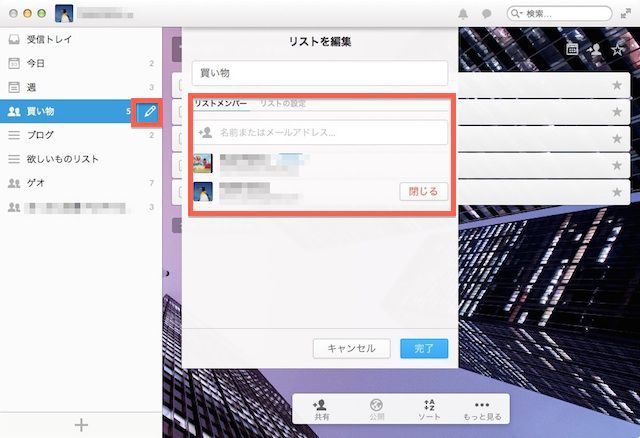 検索...
受信トレイ
今日 2
週 3
買い物 5
ブログ 2
欲しいものリスト
ゲオ 7
3
リストを編集
買い物
リストメンバー リストの設定
名前またはメールアドレス...
閉じる
キャンセル 完了
共有 公開 ソート もっと見る